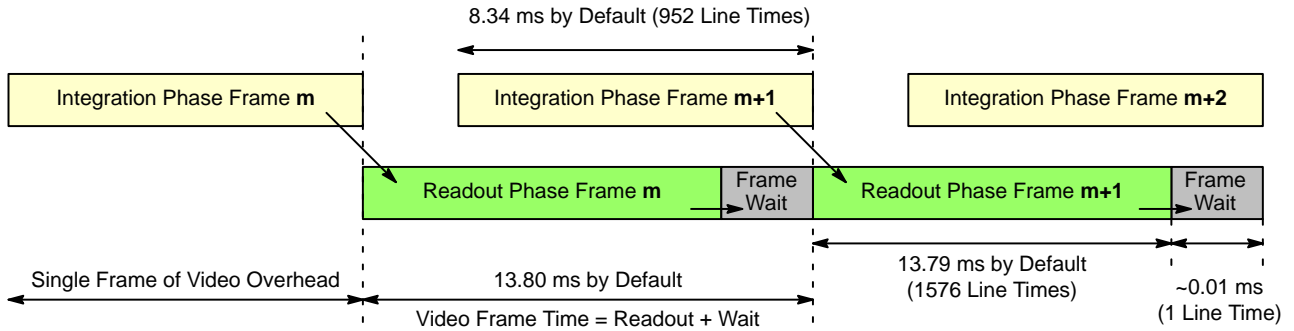 8.34 ms by Default (952 Line Times)
Integration Phase Frame m
Integration Phase Frame m+1
Integration Phase Frame m+2
Readout Phase Frame m
Frame
Wait
Readout Phase Frame m+1
Frame
Wait
Single Frame of Video Overhead
13.80 ms by Default
Video Frame Time = Readout + Wait
13.79 ms by Default
(1576 Line Times)
~0.01 ms
(1 Line Time)